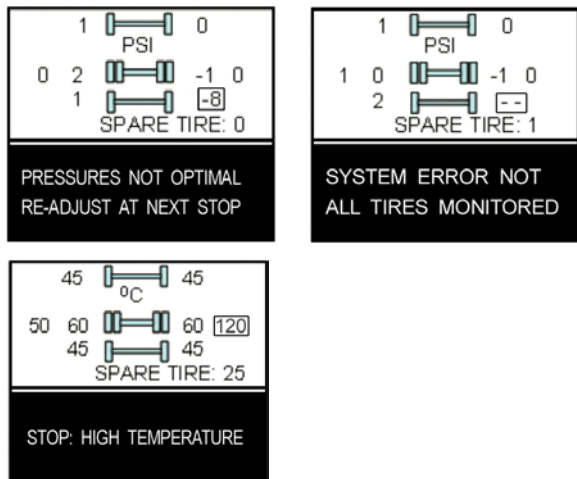 1 0
PSI
0 2 -1 0
1 -8
SPARE TIRE: 0
PRESSURES NOT OPTIMAL
RE-ADJUST AT NEXT STOP
1 0
PSI
1 0 -1 0
2 --
SPARE TIRE: 1
SYSTEM ERROR NOT
ALL TIRES MONITORED
45 45
ºC
50 60 60 120
45 45
SPARE TIRE: 25
STOP: HIGH TEMPERATURE